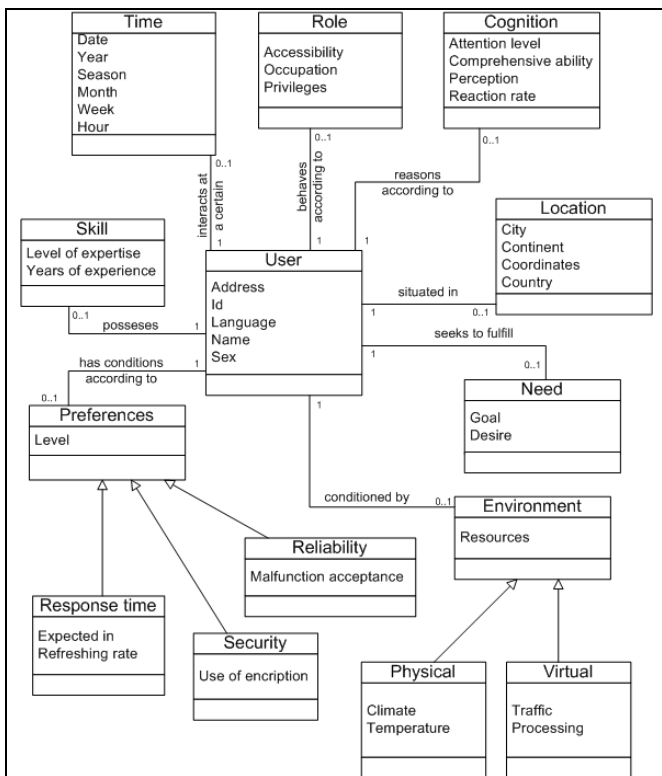 Time
Date
Year
Season
Month
Week
Hour
Role
Accessibility
Occupation
Privileges
Cognition
Attention level
Comprehensive ability
Perception
Reaction rate
0..1
0..1
0..1
interacts at
a certain
behaves
according to
reasons
according to
1
1
1
Skill
Level of expertise
Years of experience
0..1
posseses
1
User
Address
Id
Language
Name
Sex
Location
City
Continent
Coordinates
Country
situated in
1
0..1
seeks to fulfill
1
0..1
has conditions
according to
1
0..1
Need
Goal
Desire
Preferences
Level
1
conditioned by
0..1
Environment
Resources
Reliability
Malfunction acceptance
Response time
Expected in
Refreshing rate
Security
Use of encription
Physical
Climate
Temperature
Virtual
Traffic
Processing